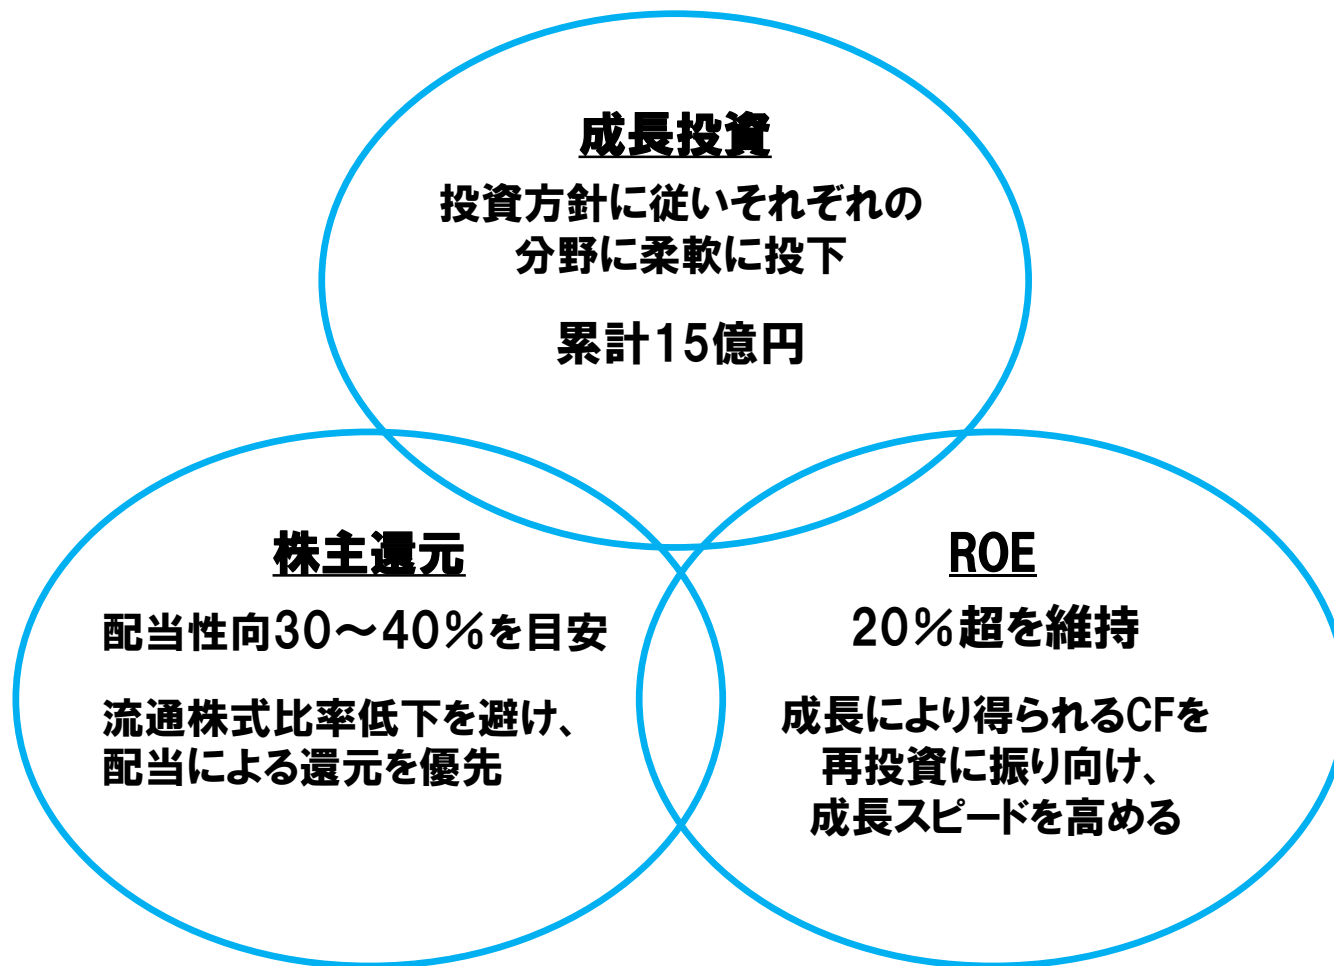 成長投資
投資方針に従いそれぞれの
分野に柔軟に投下
累計15億円
株主還元
配当性向30～40％を目安
流通株式比率低下を避け、
配当による還元を優先
ROE
20％超を維持
成長により得られるCFを
再投資に振り向け、
成長スピードを高める